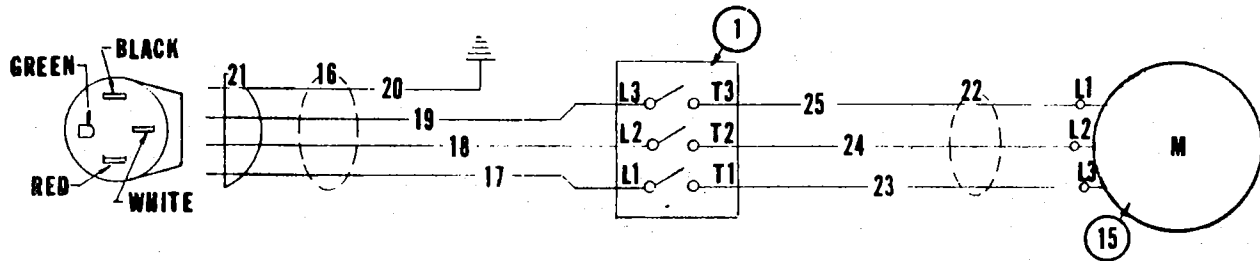 1
BLACK
GREEN
21
16
20
L3
T3
25
22
L1
19
L2
T2
24
L2
M
18
L1
T1
23
L3
17
RED
WHITE
15